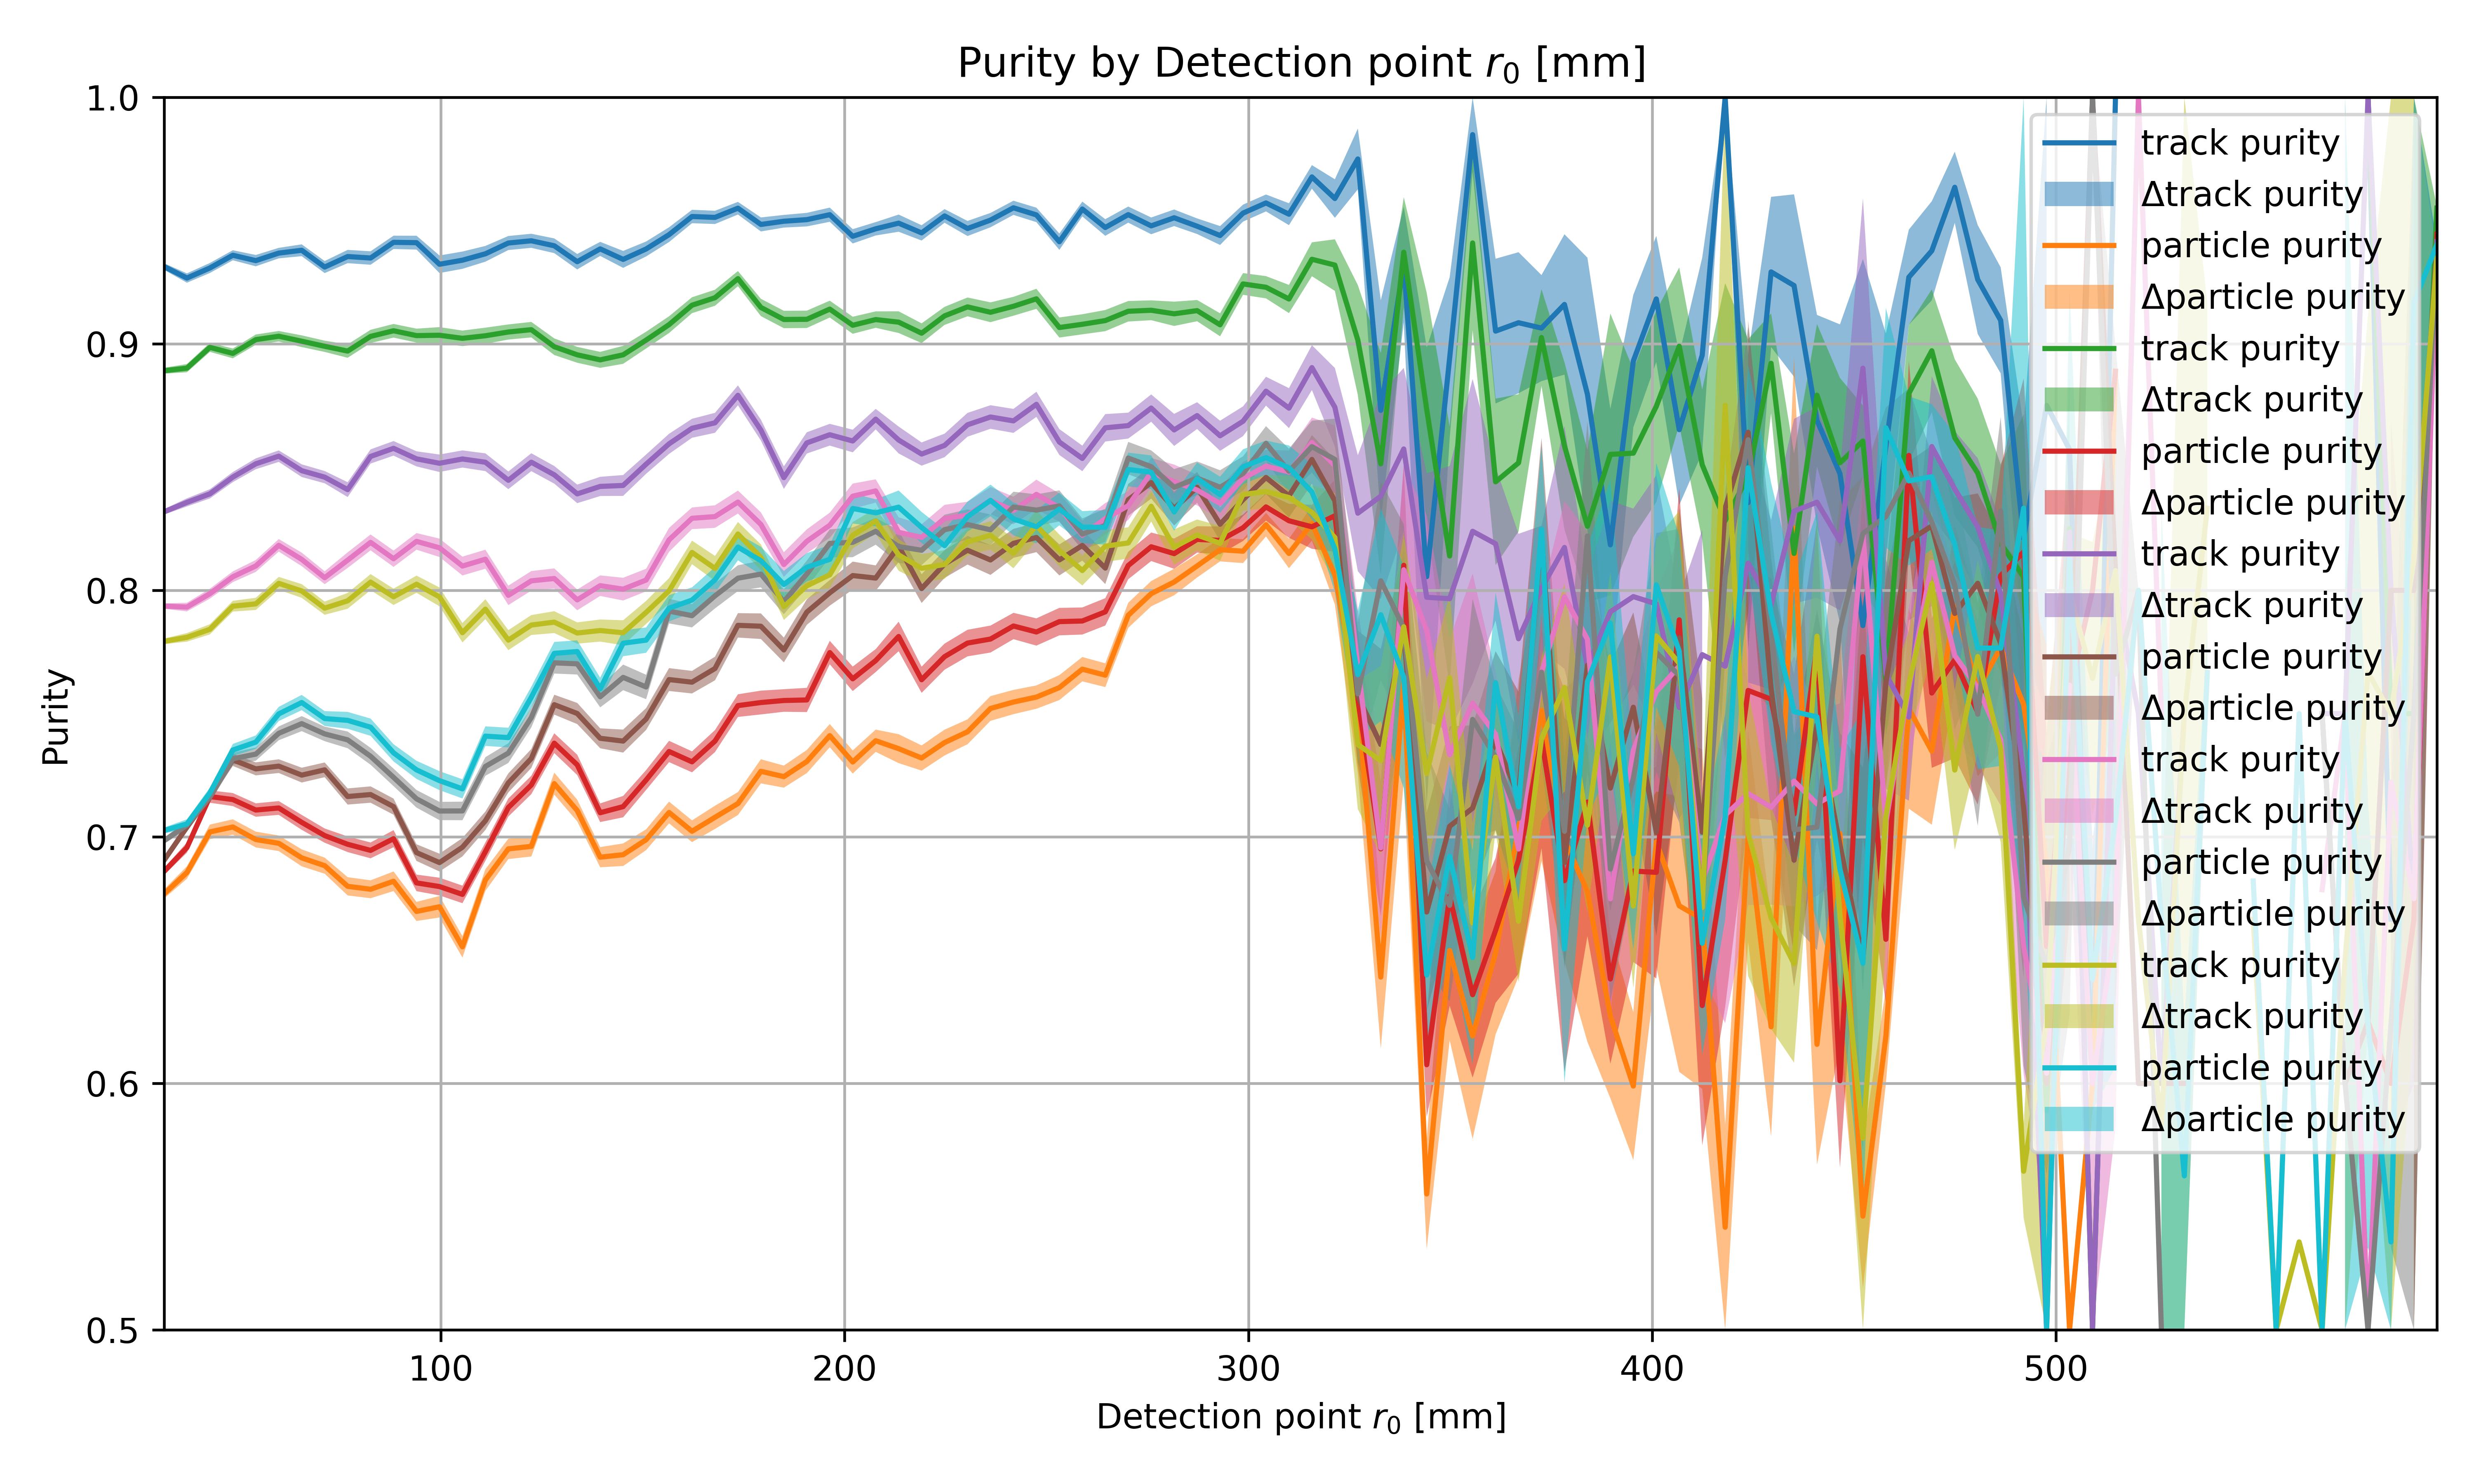 Purity by Detection point r₀ [mm]
Purity
1.0
0.9
0.8
0.7
0.6
0.5
100
200
300
400
500
Detection point r₀ [mm]
track purity
Δtrack purity
particle purity
Δparticle purity
track purity
Δtrack purity
particle purity
Δparticle purity
track purity
Δtrack purity
particle purity
Δparticle purity
track purity
Δtrack purity
particle purity
Δparticle purity
track purity
Δtrack purity
particle purity
Δparticle purity